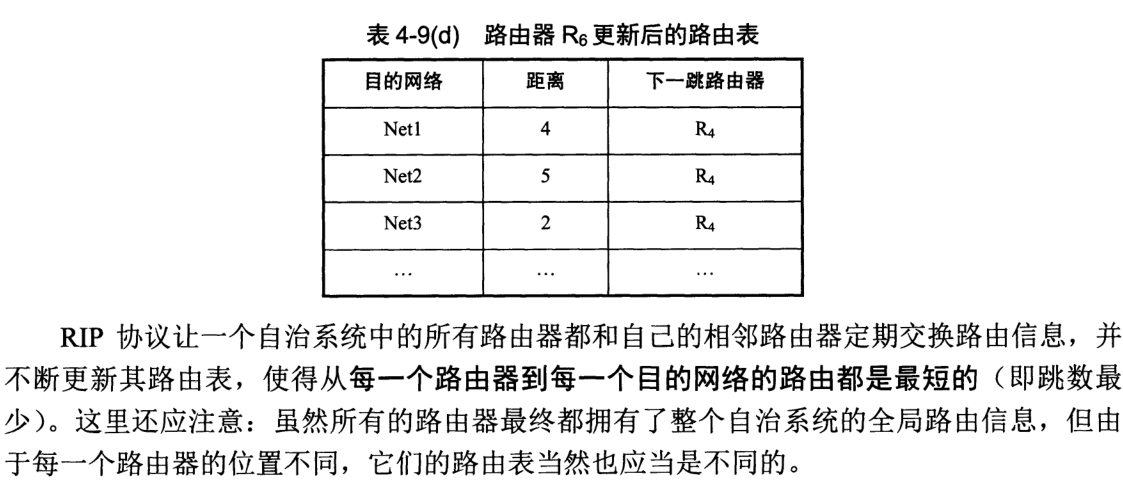 表 4-9(d) 路由器 R₆更新后的路由表
目的网络 距离 下一跳路由器
Net1 4 R₄
Net2 5 R₄
Net3 2 R₄
… … …
RIP 协议让一个自治系统中的所有路由器都和自己的相邻路由器定期交换路由信息，并
不断更新其路由表，使得从每一个路由器到每一个目的网络的路由都是最短的（即跳数最
少）。这里还应注意：虽然所有的路由器最终都拥有了整个自治系统的全局路由信息，但由
于每一个路由器的位置不同，它们的路由表当然也应当是不同的。